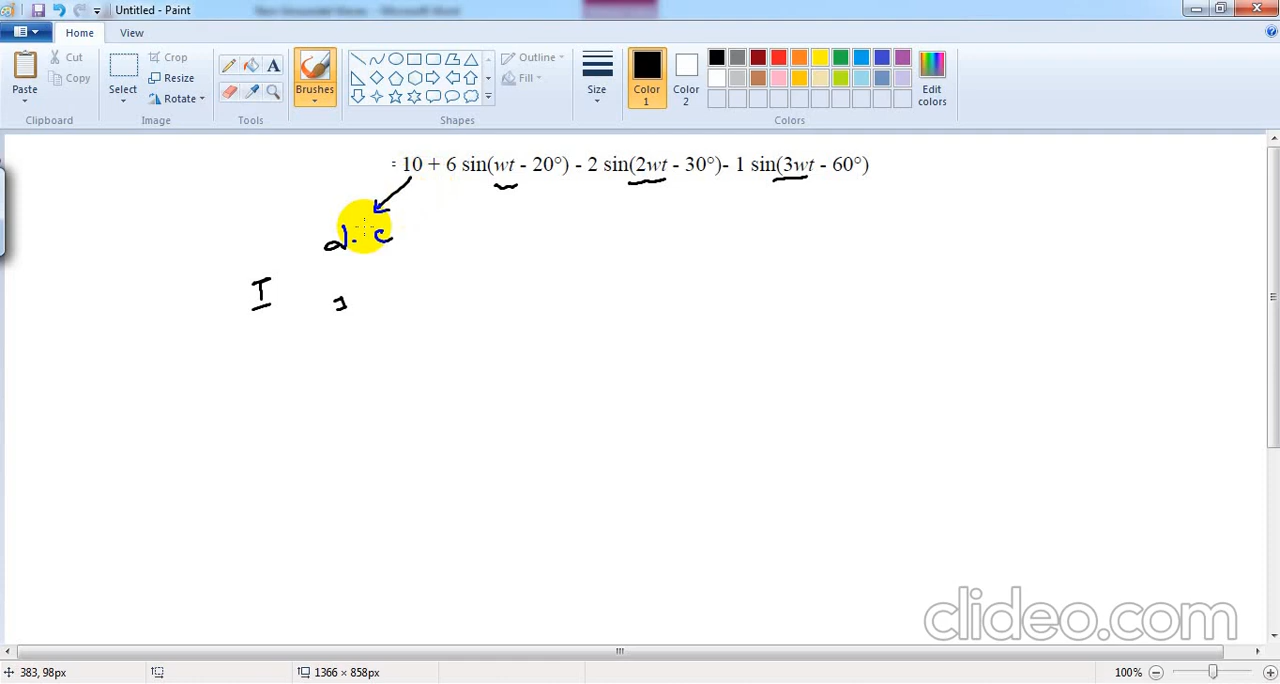 Untitled - Paint
Home View
Cut
Copy
Paste
Clipboard
Select
Resize
Rotate
Image
Tools
Brushes
Shapes
Outline
Fill
Size
Color 1
Color 2
Colors
Edit colors
= 10 + 6 sin(wt - 20°) - 2 sin(2wt - 30°)- 1 sin(3wt - 60°)
d.c
I
clideo.com
383, 98px
1366 × 858px
100%